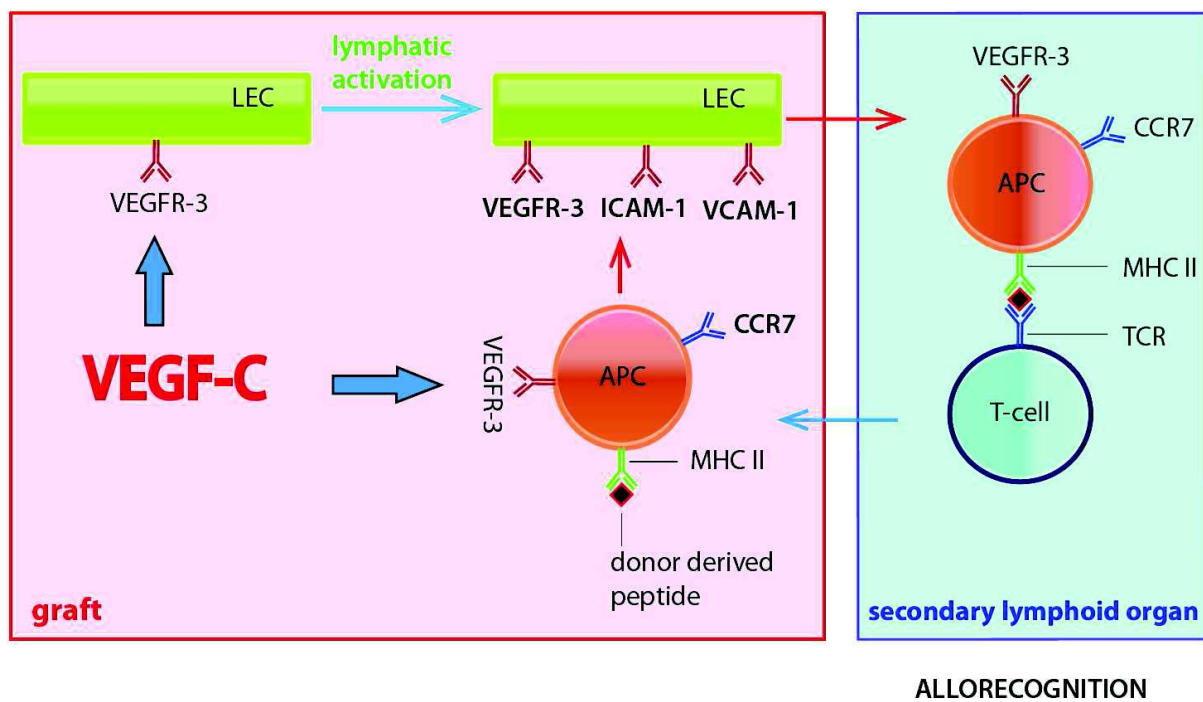 lymphatic
activation
LEC
LEC
VEGFR-3
VEGFR-3
ICAM-1
VCAM-1
VEGF-C
VEGFR-3
APC
CCR7
MHC II
donor derived
peptide
graft
VEGFR-3
CCR7
APC
MHC II
TCR
T-cell
secondary lymphoid organ
ALLORECOGNITION